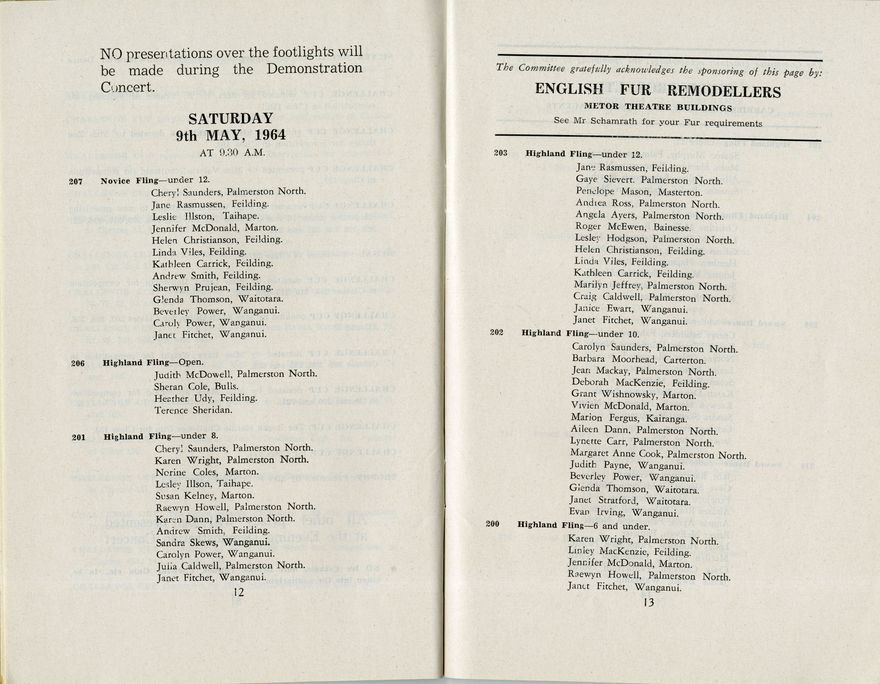 NO presentations over the footlights will
be made during the Demonstration
Concert.
SATURDAY
9th MAY, 1964
AT 9.30 A.M.
207 Novice Fling—under 12.
Cheryl Saunders, Palmerston North.
Jane Rasmussen, Feilding.
Leslie Illston, Taihape.
Jennifer McDonald, Marton.
Helen Christianson, Feilding.
Linda Viles, Feilding.
Kathleen Carrick, Feilding.
Andrew Smith, Feilding.
Sherwyn Prujean, Feilding.
Glenda Thomson, Waitotara.
Beverley Power, Wanganui.
Caroly Power, Wanganui.
Janet Fitchet, Wanganui.
206 Highland Fling—Open.
Judith McDowell, Palmerston North.
Sheran Cole, Bulls.
Heather Udy, Feilding.
Terence Sheridan.
201 Highland Fling—under 8.
Cheryl Saunders, Palmerston North.
Karen Wright, Palmerston North.
Norine Coles, Marton.
Lesley Illson, Taihape.
Susan Kelney, Marton.
Raewyn Howell, Palmerston North.
Karen Dann, Palmerston North.
Andrew Smith, Feilding.
Sandra Skews, Wanganui.
Carolyn Power, Wanganui.
Julia Caldwell, Palmerston North.
Janet Fitchet, Wanganui.
12
The Committee gratefully acknowledges the sponsoring of this page by:
ENGLISH FUR REMODELLERS
METOR THEATRE BUILDINGS
See Mr Schamrath for your Fur requirements
203 Highland Fling—under 12.
Jane Rasmussen, Feilding.
Gaye Sievert. Palmerston North.
Penelope Mason, Masterton.
Andrea Ross, Palmerston North.
Angela Ayers, Palmerston North.
Roger McEwen, Bainesse.
Lesley Hodgson, Palmerston North.
Helen Christianson, Feilding.
Linda Viles, Feilding.
Kathleen Carrick, Feilding.
Marilyn Jeffrey, Palmerston North.
Craig Caldwell, Palmerston North.
Janice Ewart, Wanganui.
Janet Fitchet, Wanganui.
202 Highland Fling—under 10.
Carolyn Saunders, Palmerston North.
Barbara Moorhead, Carterton.
Jean Mackay, Palmerston North.
Deborah MacKenzie, Feilding.
Grant Wishnowsky, Marton.
Vivien McDonald, Marton.
Marion Fergus, Kairanga.
Aileen Dann, Palmerston North.
Lynette Carr, Palmerston North.
Margaret Anne Cook, Palmerston North.
Judith Payne, Wanganui.
Beverley Power, Wanganui.
Glenda Thomson, Waitotara.
Janet Stratford, Waitotara.
Evan Irving, Wanganui.
200 Highland Fling—6 and under.
Karen Wright, Palmerston North.
Linley MacKenzie, Feilding.
Jennifer McDonald, Marton.
Raewyn Howell, Palmerston North.
Janet Fitchet, Wanganui.
13